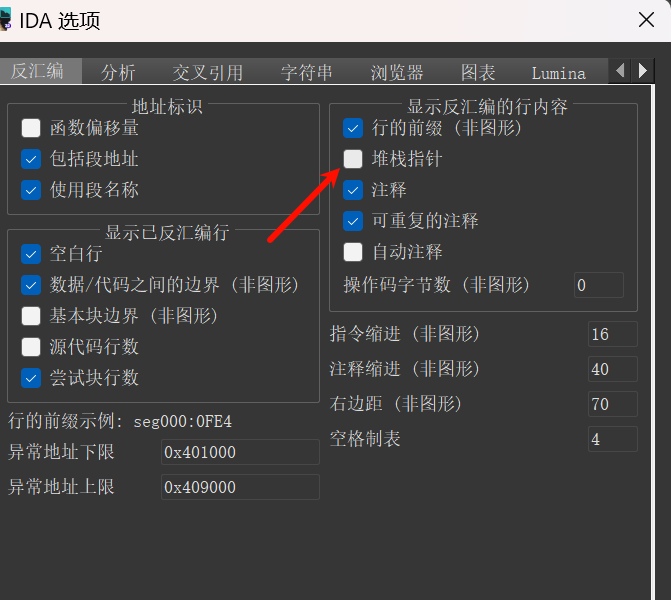 IDA 选项
反汇编 分析 交叉引用 字符串 浏览器 图表 Lumina
地址标识
函数偏移量
包括段地址
使用段名称
显示已反汇编行
空白行
数据/代码之间的边界 (非图形)
基本块边界 (非图形)
源代码行数
尝试块行数
行的前缀示例: seg000:0FE4
异常地址下限 0x401000
异常地址上限 0x409000
显示反汇编的行内容
行的前缀 (非图形)
堆栈指针
注释
可重复的注释
自动注释
操作码字节数 (非图形) 0
指令缩进 (非图形) 16
注释缩进 (非图形) 40
右边距 (非图形) 70
空格制表 4